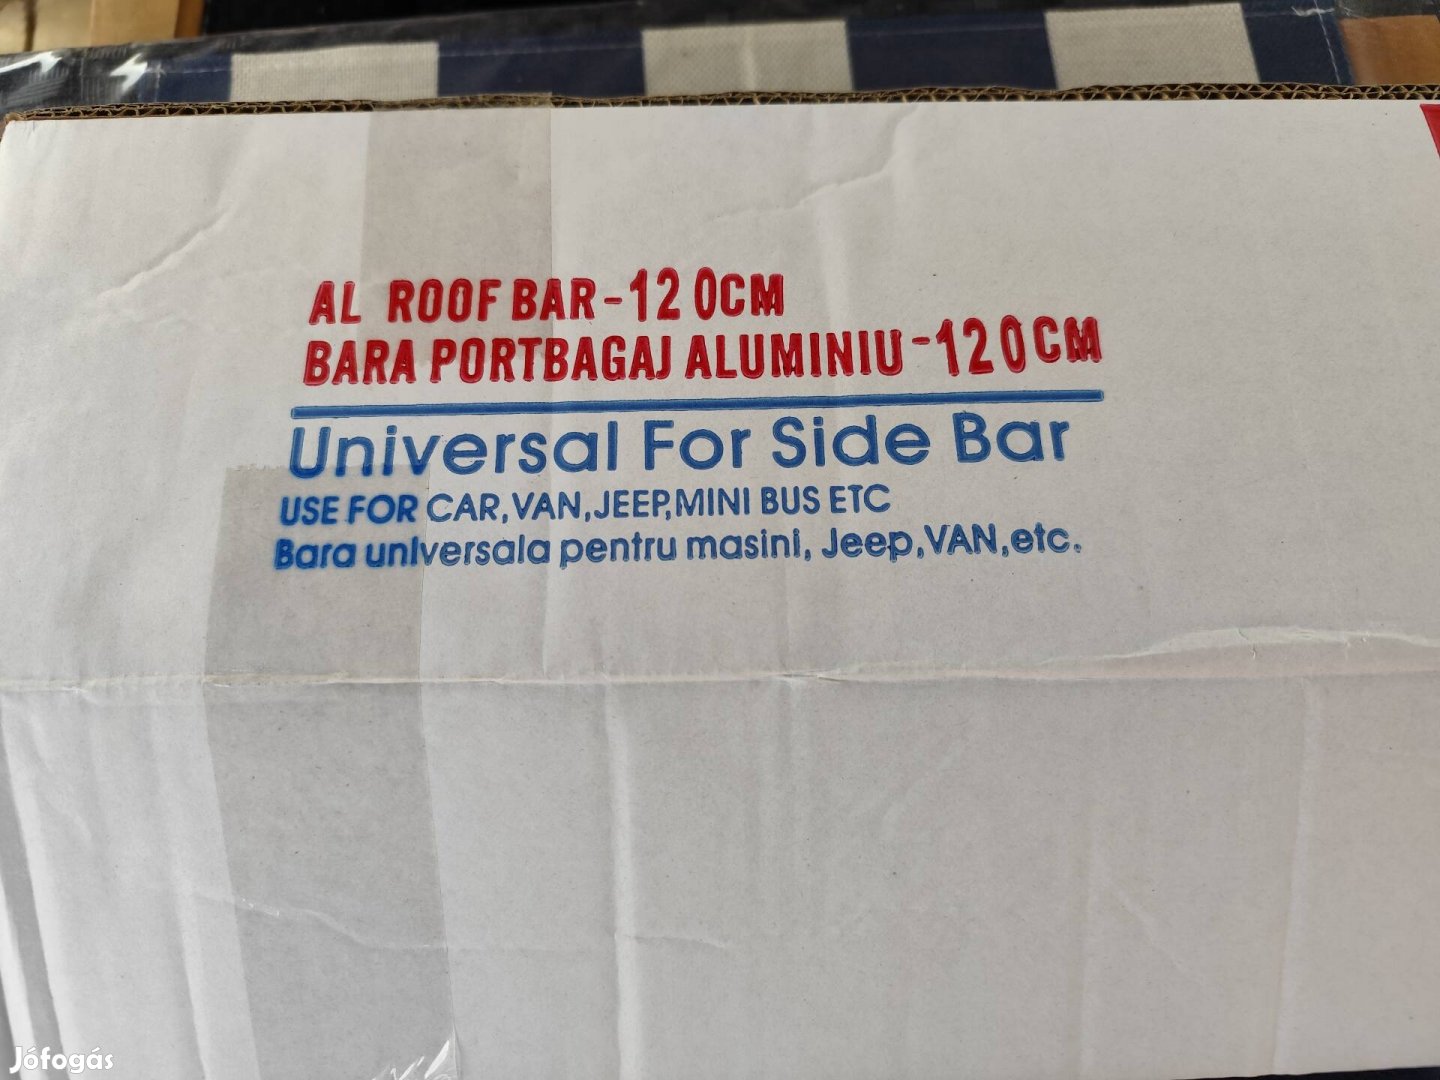 AL ROOF BAR-120CM
BARA PORTBAGAJ ALUMINIU-120CM
Universal For Side Bar
USE FOR CAR,VAN,JEEP,MINI BUS ETC
Bara universala pentru masini, Jeep,VAN,etc.
Jófogás